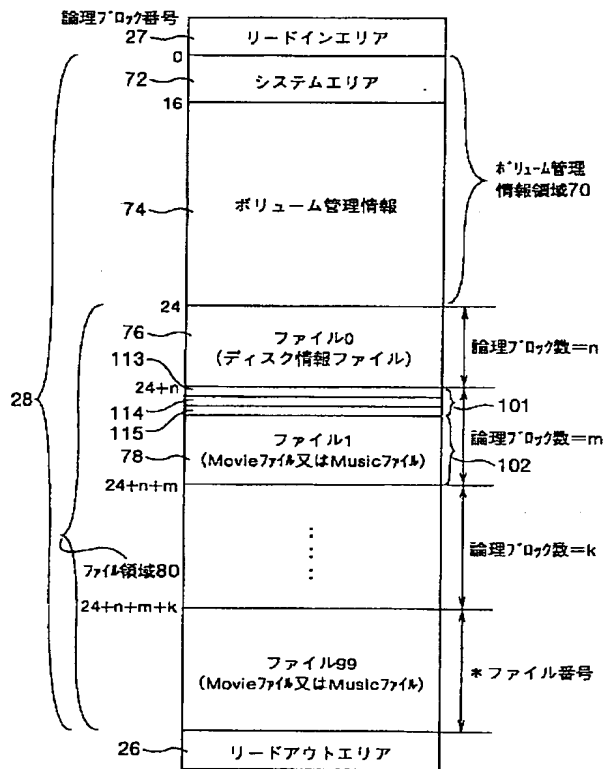 論理ブロック番号
27
リードインエリア
0
72
システムエリア
16
ボリューム管理
情報領域70
74
ボリューム管理情報
24
76
ファイル0
(ディスク情報ファイル)
論理ブロック数=n
113
24+n
28
114
101
115
ファイル1
論理ブロック数=m
78
(Movieファイル又はMusicファイル)
102
24+n+m
論理ブロック数=k
ファイル領域80
24+n+m+k
ファイル99
(Movieファイル又はMusicファイル)
*ファイル番号
26
リードアウトエリア